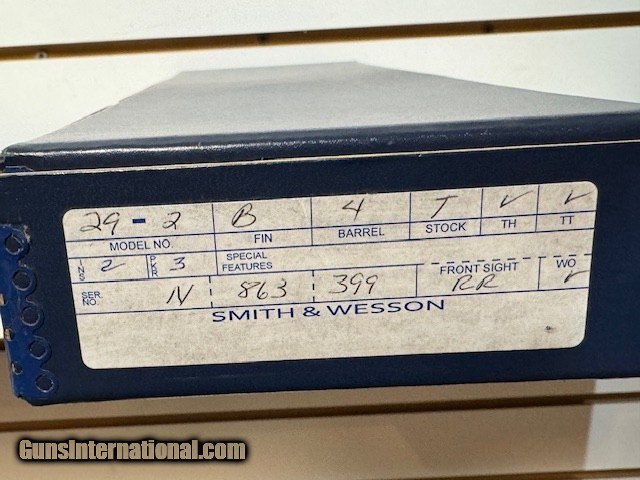 29-2 B 4 T ✓ ✓
MODEL NO. FIN BARREL STOCK TH TT
INS 2 PKR 3 SPECIAL FEATURES FRONT SIGHT RR WO ✓
SER. NO. N 863 399
SMITH & WESSON
GunsInternational.com